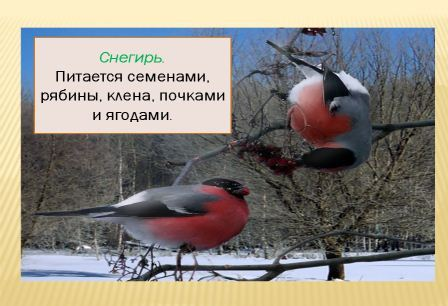 Снегирь.
Питается семенами,
рябины, клена, почками
и ягодами.